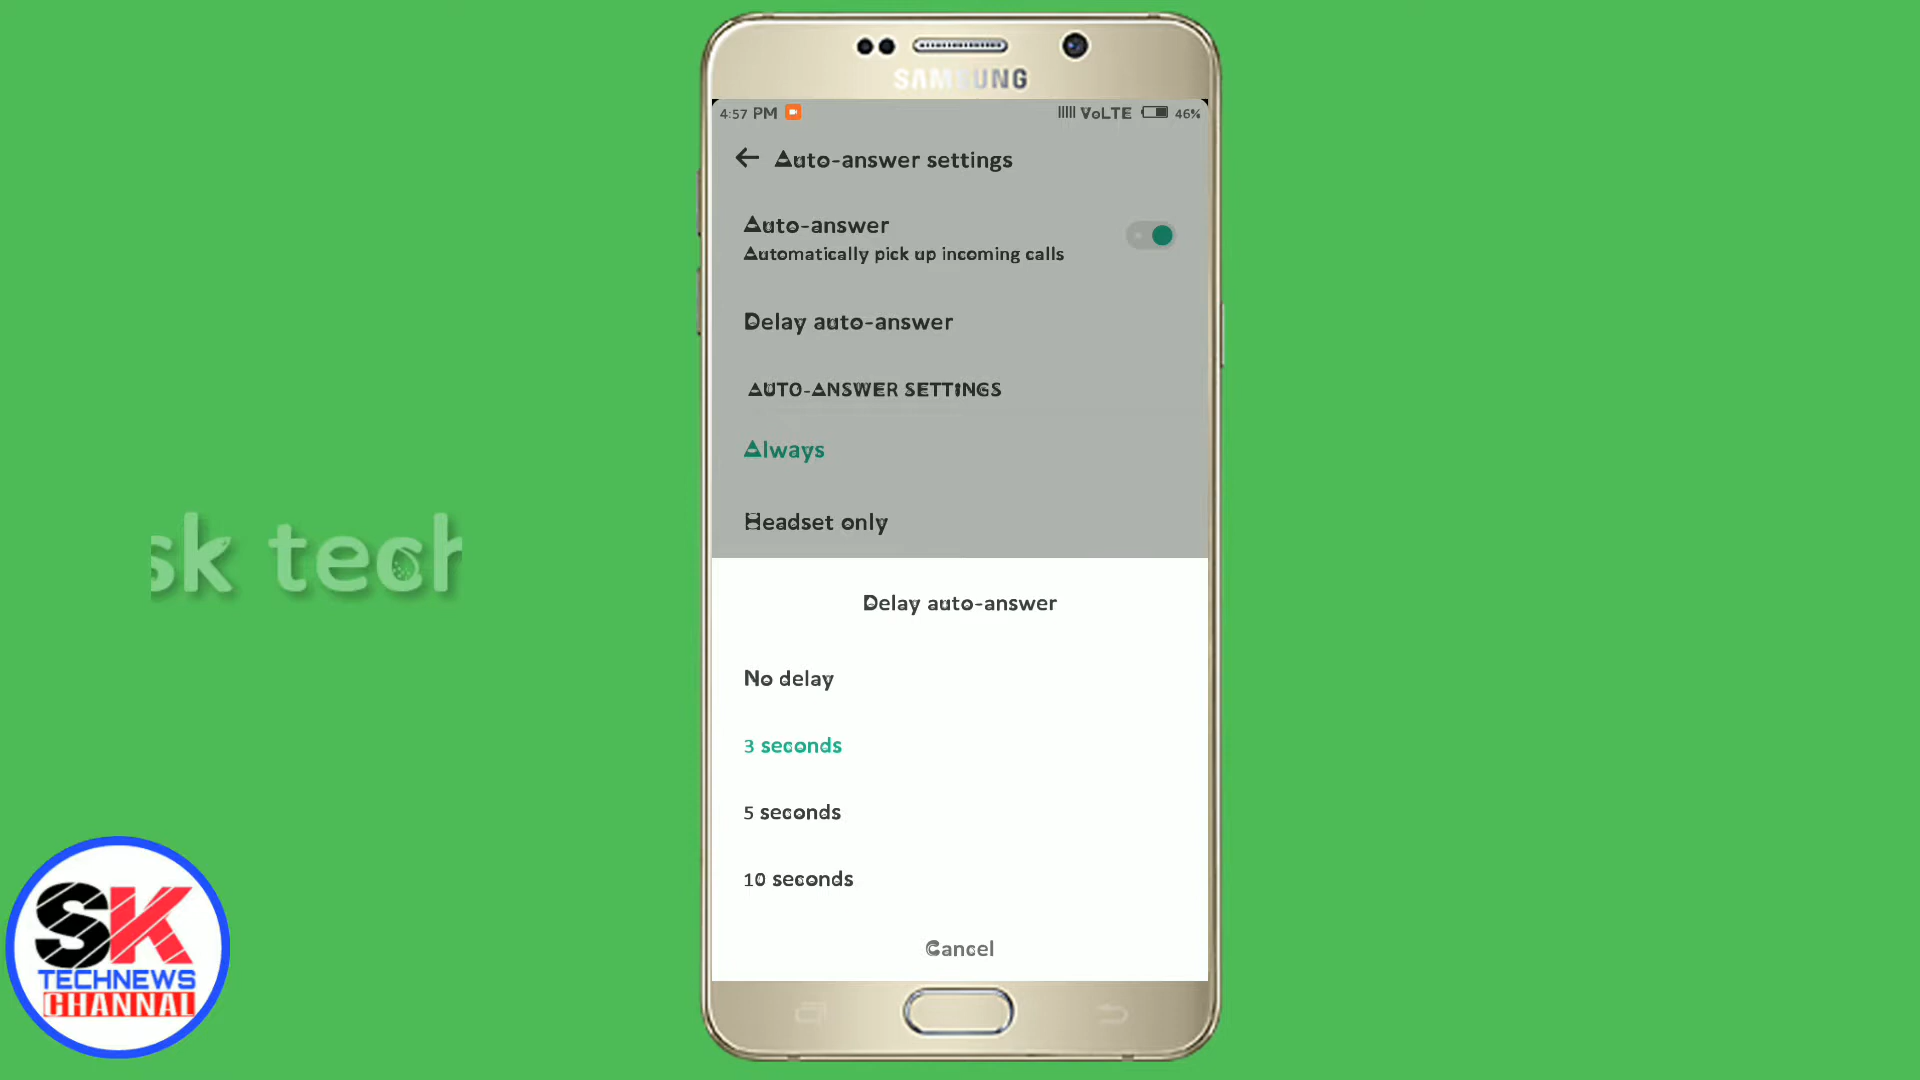 SAMSUNG
4:57 PM VoLTE 46%
Auto-answer settings
Auto-answer
Automatically pick up incoming calls
Delay auto-answer
AUTO-ANSWER SETTINGS
Always
Headset only
Delay auto-answer
No delay
3 seconds
5 seconds
10 seconds
Cancel
sk tech
SK
TECHNEWS
CHANNAL